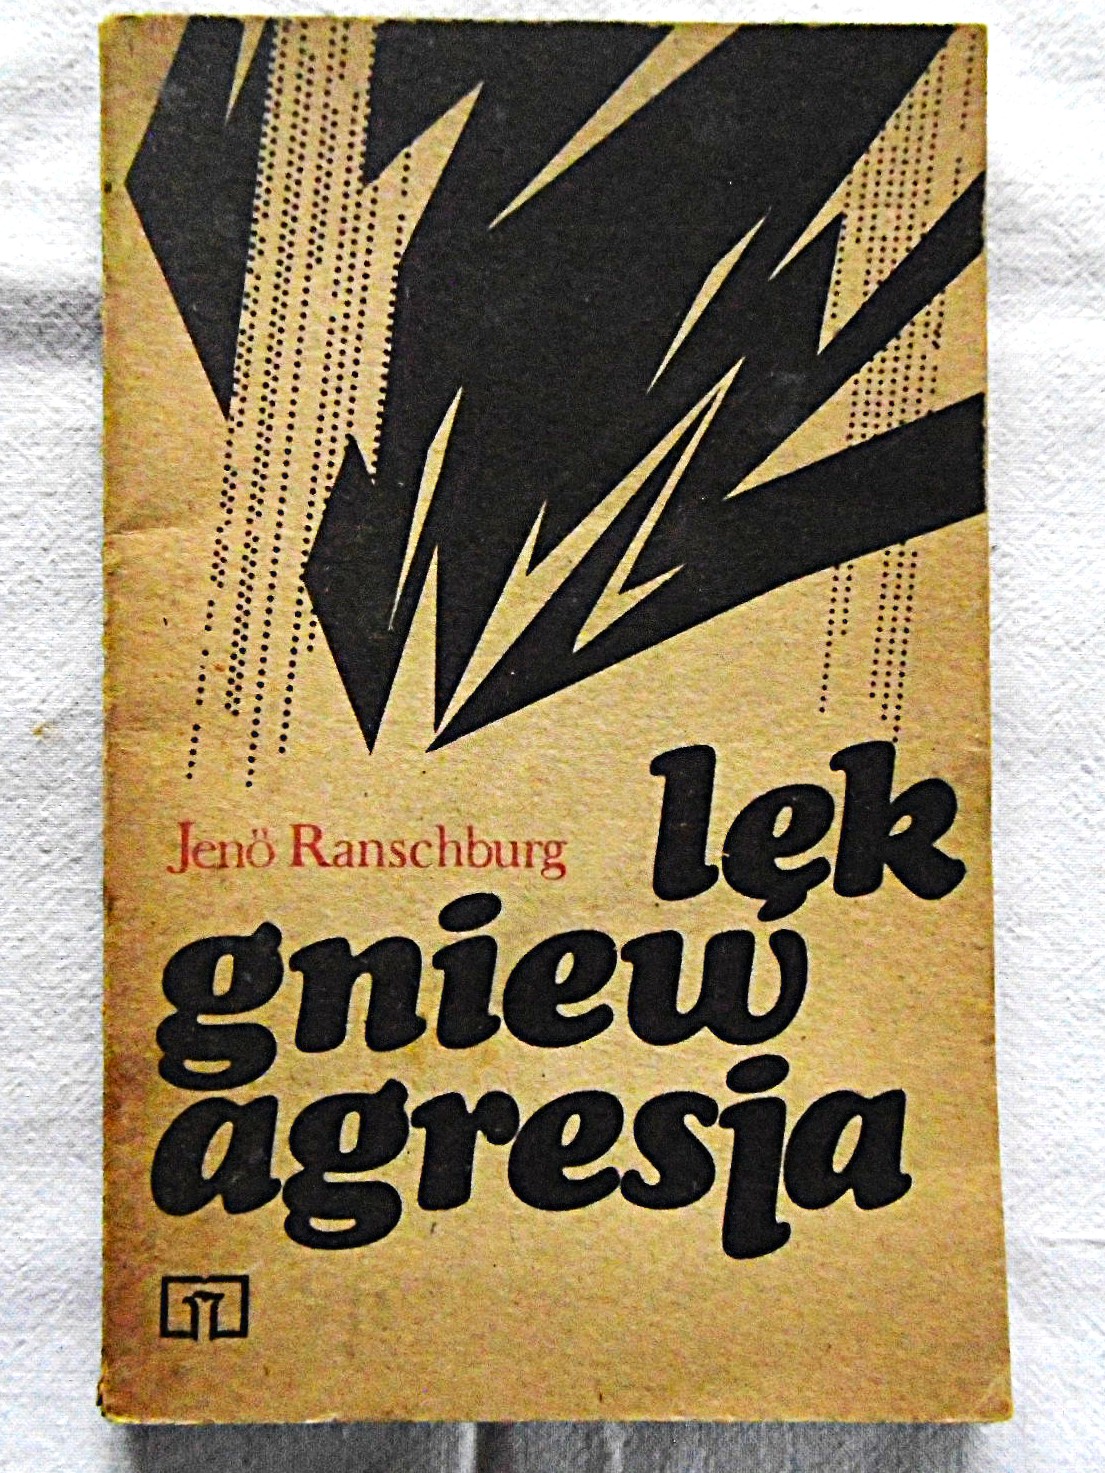 lęk
Jenö Ranschburg
gniew
agresja